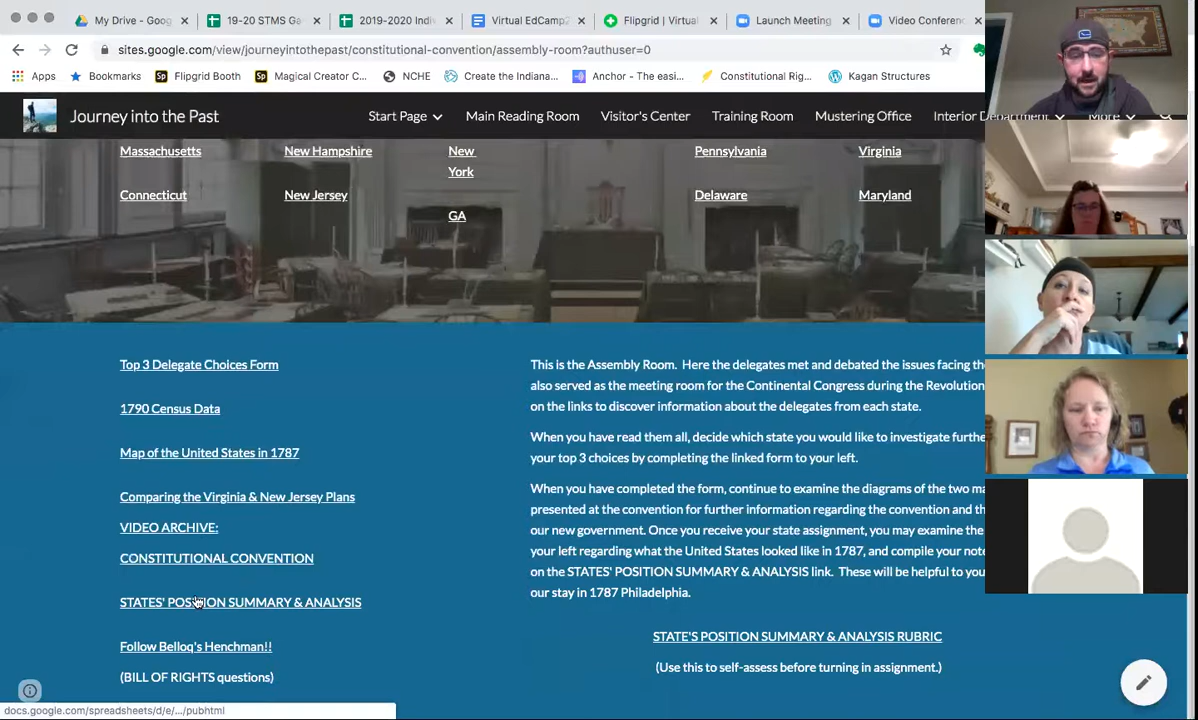 My Drive - Goog
19-20 STMS Ga
2019-2020 Indi
Virtual EdCamp
Flipgrid | Virtual
Launch Meeting
Video Conferenc
sites.google.com/view/journeyintothepast/constitutional-convention/assembly-room?authuser=0
Apps
Bookmarks
Flipgrid Booth
Magical Creator C...
NCHE
Create the Indiana...
Anchor - The easi...
Constitutional Rig...
Kagan Structures
Journey into the Past
Start Page
Main Reading Room
Visitor's Center
Training Room
Mustering Office
Interior Department
More
Massachusetts
New Hampshire
New
York
Pennsylvania
Virginia
Connecticut
New Jersey
GA
Delaware
Maryland
Top 3 Delegate Choices Form
1790 Census Data
Map of the United States in 1787
Comparing the Virginia & New Jersey Plans
VIDEO ARCHIVE:
CONSTITUTIONAL CONVENTION
STATES' POSITION SUMMARY & ANALYSIS
Follow Belloq's Henchman!!
(BILL OF RIGHTS questions)
This is the Assembly Room. Here the delegates met and debated the issues facing the
also served as the meeting room for the Continental Congress during the Revolution
on the links to discover information about the delegates from each state.
When you have read them all, decide which state you would like to investigate furthe
your top 3 choices by completing the linked form to your left.
When you have completed the form, continue to examine the diagrams of the two ma
presented at the convention for further information regarding the convention and th
our new government. Once you receive your state assignment, you may examine the
your left regarding what the United States looked like in 1787, and compile your note
on the STATES' POSITION SUMMARY & ANALYSIS link. These will be helpful to you
our stay in 1787 Philadelphia.
STATE'S POSITION SUMMARY & ANALYSIS RUBRIC
(Use this to self-assess before turning in assignment.)
docs.google.com/spreadsheets/d/e/.../pubhtml